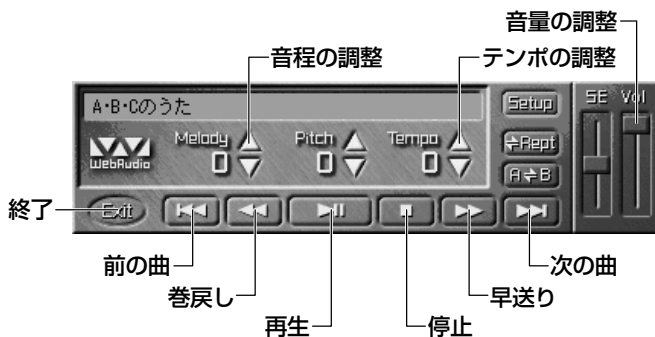 音量の調整
音程の調整
テンポの調整
A・B・Cのうた
Setup
SE Vol
Melody
Pitch
Tempo
0
0
0
WebAudio
Rept
A B
終了
Exit
前の曲
次の曲
巻戻し
早送り
再生
停止